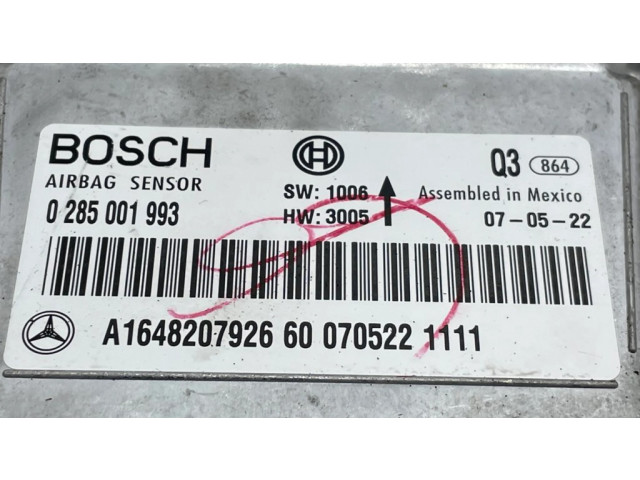 BOSCH
AIRBAG SENSOR
0 285 001 993
SW: 1006
HW: 3005
Q3 864
Assembled in Mexico
07-05-22
A1648207926 60 070522 1111